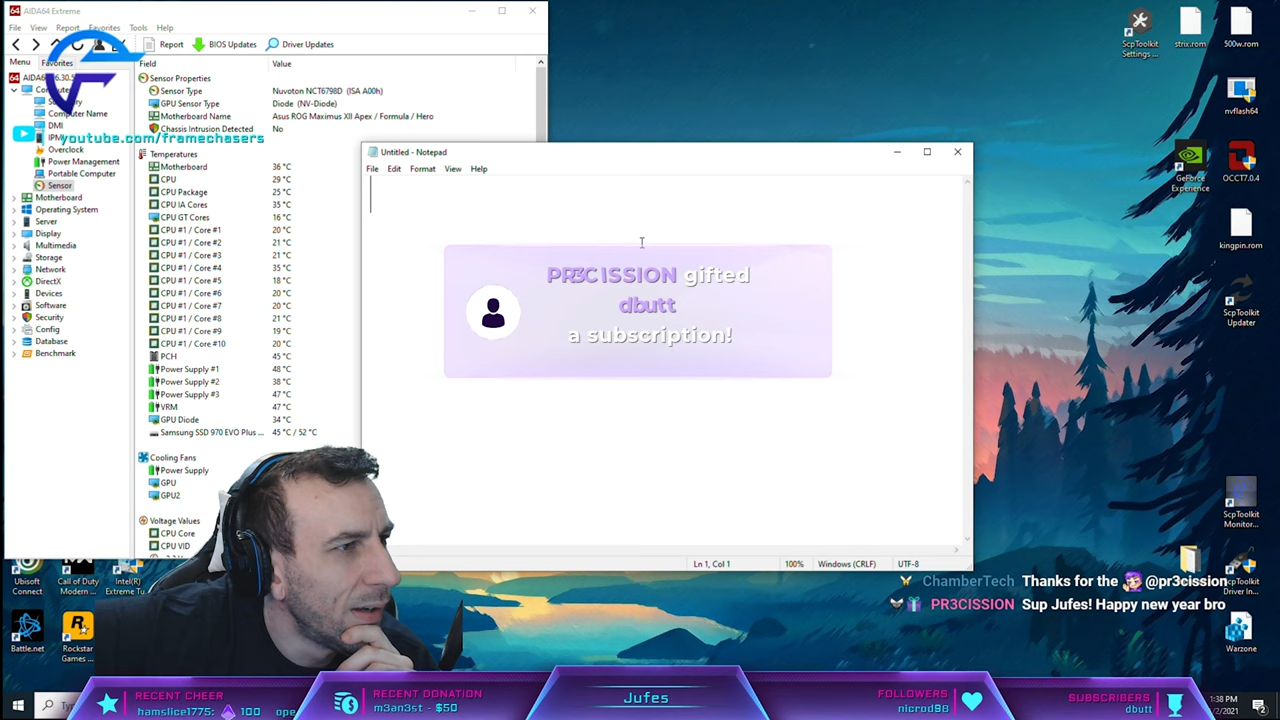 AIDA64 Extreme
File View Report Favorites Tools Help
Report BIOS Updates Driver Updates
Menu Favorites
Field Value
Computer Name
DMI
Overclock
Power Management
Portable Computer
Sensor
Motherboard
Operating System
Server
Display
Multimedia
Storage
Network
DirectX
Devices
Software
Security
Config
Database
Benchmark
youtube.com/framechasers
Sensor Properties
Sensor Type Nuvoton NCT6798D (ISA A00h)
GPU Sensor Type Diode (NV-Diode)
Motherboard Name Asus ROG Maximus XII Apex / Formula / Hero
Chassis Intrusion Detected No
Temperatures
Motherboard 36 °C
CPU 29 °C
CPU Package 25 °C
CPU IA Cores 35 °C
CPU GT Cores 16 °C
CPU #1 / Core #1 20 °C
CPU #1 / Core #2 21 °C
CPU #1 / Core #3 21 °C
CPU #1 / Core #4 35 °C
CPU #1 / Core #5 18 °C
CPU #1 / Core #6 20 °C
CPU #1 / Core #7 20 °C
CPU #1 / Core #8 21 °C
CPU #1 / Core #9 19 °C
CPU #1 / Core #10 20 °C
PCH 45 °C
Power Supply #1 48 °C
Power Supply #2 38 °C
Power Supply #3 47 °C
VRM 47 °C
GPU Diode 34 °C
Samsung SSD 970 EVO Plus ... 45 °C / 52 °C
Cooling Fans
Power Supply
GPU
GPU2
Voltage Values
CPU Core
CPU VID
Untitled - Notepad
File Edit Format View Help
PR3CISSION gifted
dbutt
a subscription!
Ln 1, Col 1 100% Windows (CRLF) UTF-8
ScpToolkit
Settings ...
strix.rom
500w.rom
nvflash64
GeForce
Experience
OCCT7.0.4
kingpin.rom
ScpToolkit
Updater
ScpToolkit
Monitor...
ScpToolkit
Driver In...
Warzone
Ubisoft
Connect
Call of Duty
Modern ...
Intel(R)
Extreme Tu...
Battle.net
Rockstar
Games ...
ChamberTech Thanks for the @pr3cission
PR3CISSION Sup Jufes! Happy new year bro
RECENT CHEER
hamslice1775: 100
RECENT DONATION
m3an3st - $50
Jufes
FOLLOWERS
nicrod98
SUBSCRIBERS
dbutt
1:38 PM